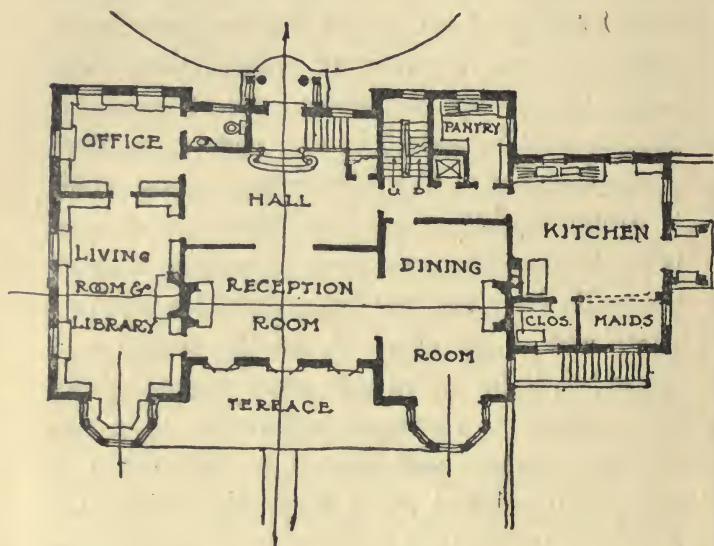 OFFICE
PANTRY
HALL
U D
KITCHEN
LIVING
ROOM &
LIBRARY
RECEPTION
ROOM
DINING
ROOM
CLOS.
MAIDS
TERRACE